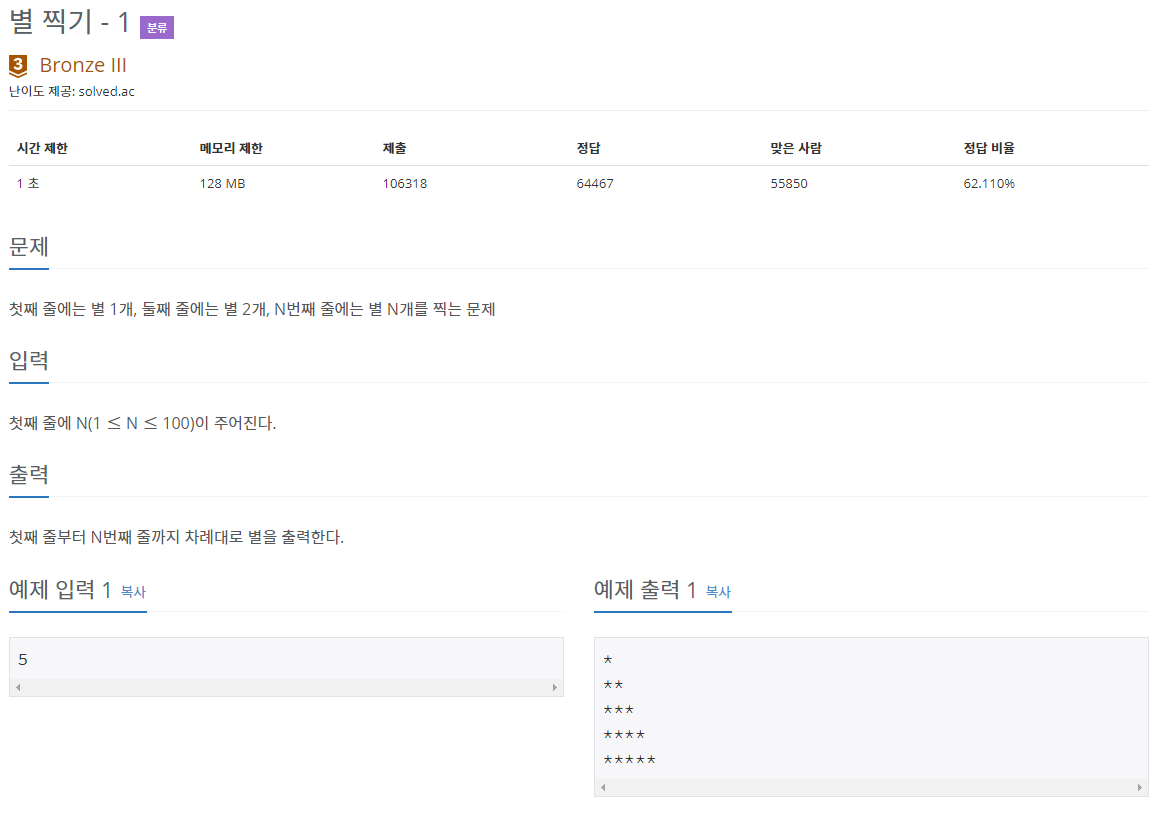 별 찍기 - 1 분류
3 Bronze III
난이도 제공: solved.ac
시간 제한 메모리 제한 제출 정답 맞은 사람 정답 비율
1 초 128 MB 106318 64467 55850 62.110%
문제
첫째 줄에는 별 1개, 둘째 줄에는 별 2개, N번째 줄에는 별 N개를 찍는 문제
입력
첫째 줄에 N(1 ≤ N ≤ 100)이 주어진다.
출력
첫째 줄부터 N번째 줄까지 차례대로 별을 출력한다.
예제 입력 1 복사
5
예제 출력 1 복사
*
**
***
****
*****